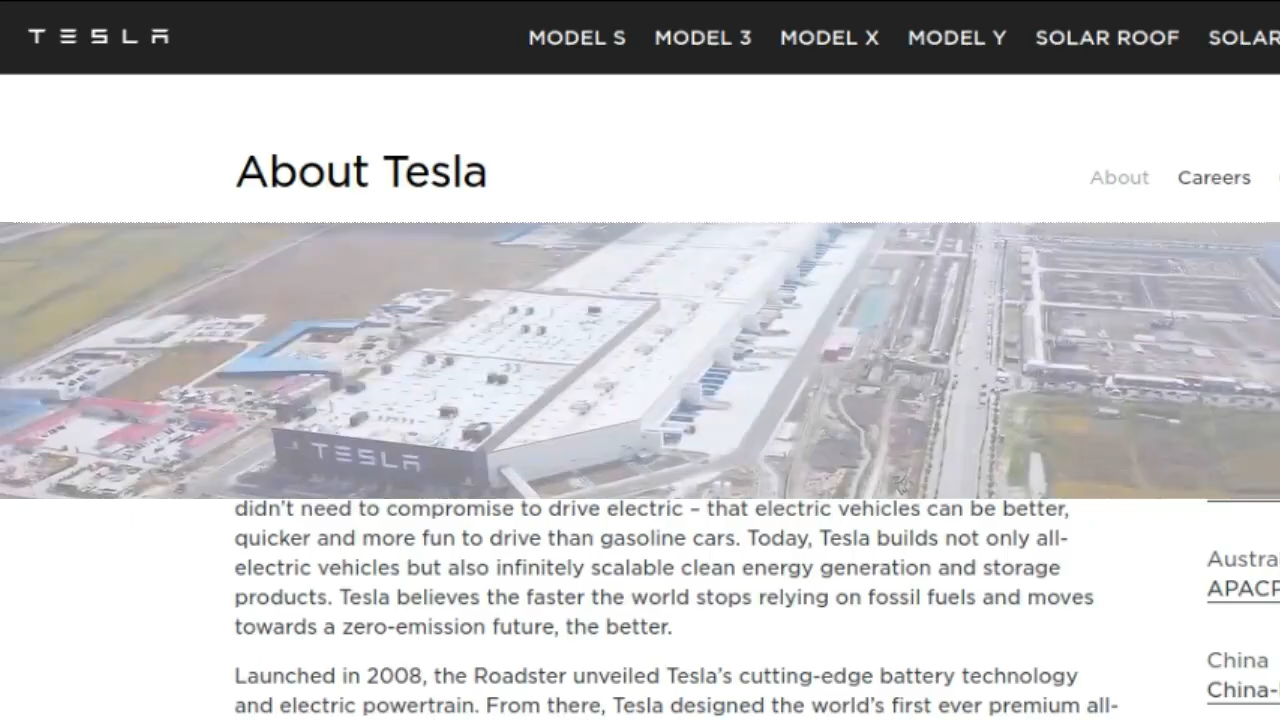 TESLA MODEL S MODEL 3 MODEL X MODEL Y SOLAR ROOF SOLAR
About Tesla
About Careers
TESLA
didn't need to compromise to drive electric – that electric vehicles can be better,
quicker and more fun to drive than gasoline cars. Today, Tesla builds not only all-
electric vehicles but also infinitely scalable clean energy generation and storage
products. Tesla believes the faster the world stops relying on fossil fuels and moves
towards a zero-emission future, the better.
Launched in 2008, the Roadster unveiled Tesla's cutting-edge battery technology
and electric powertrain. From there, Tesla designed the world's first ever premium all-
Austra
APACP
China
China-